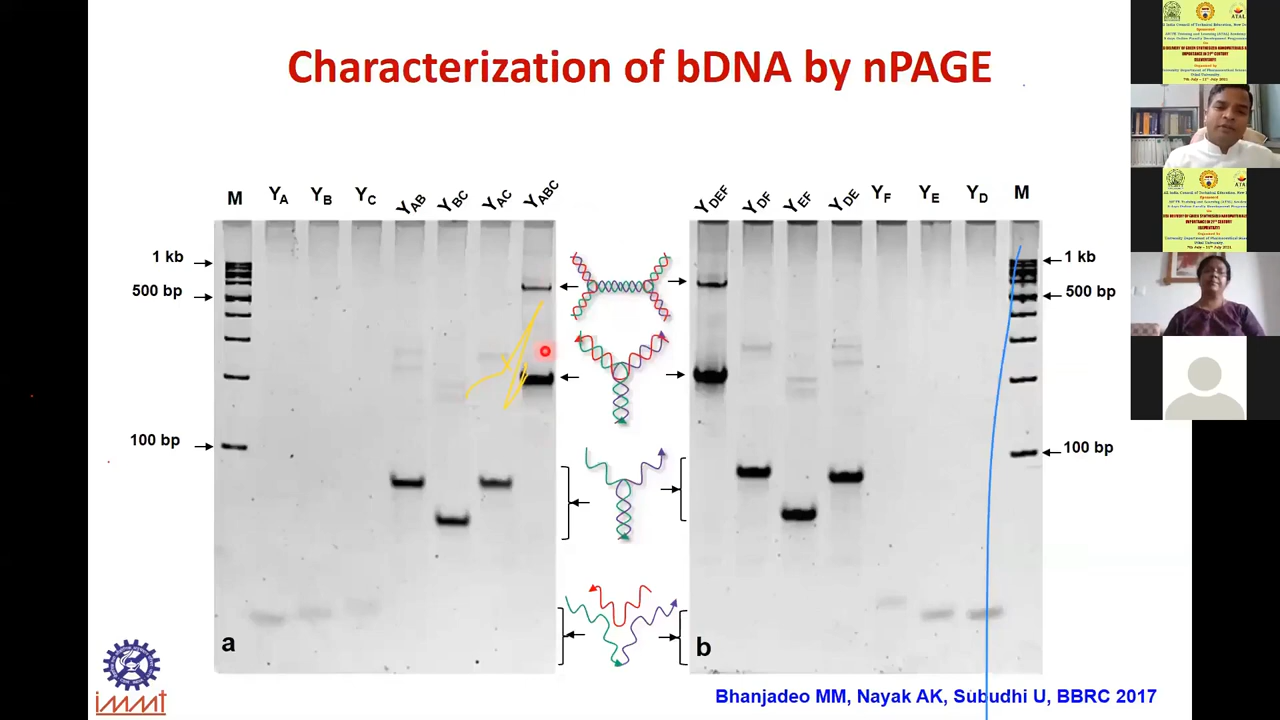 Characterization of bDNA by nPAGE
M YA YB YC YAB YBC YAC YABC
YDEF YDF YEF YDE YF YE YD M
1 kb
500 bp
100 bp
1 kb
500 bp
100 bp
a
b
immt
Bhanjadeo MM, Nayak AK, Subudhi U, BBRC 2017
ATAL
ATAL